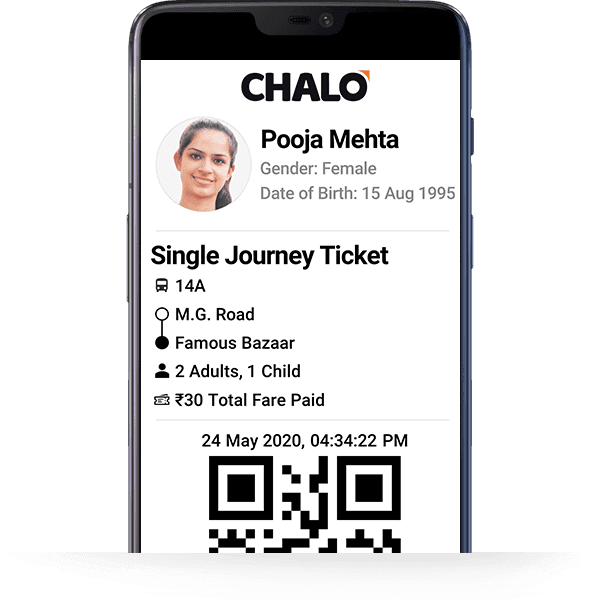 CHALO
Pooja Mehta
Gender: Female
Date of Birth: 15 Aug 1995
Single Journey Ticket
14A
M.G. Road
Famous Bazaar
2 Adults, 1 Child
₹30 Total Fare Paid
24 May 2020, 04:34:22 PM